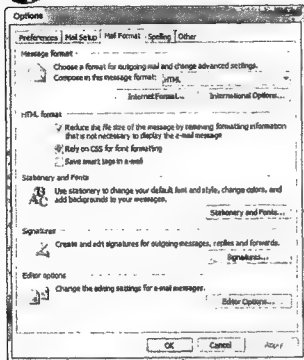 Options
Preferences Mail Setup Mail Format Spelling Other
Message format
Choose a format for outgoing mail and change advanced settings.
Compose in this message format: HTML
Internet Format... International Options...
HTML format
Reduce the file size of the message by removing formatting information
that is not necessary to display the e-mail message
Rely on CSS for font formatting
Save smart tags in e-mail
Stationery and Fonts
Use stationery to change your default font and style, change colors, and
add backgrounds to your messages.
Stationery and Fonts...
Signatures
Create and edit signatures for outgoing messages, replies and forwards.
Signatures...
Editor options
Change the editing settings for e-mail messages.
Editor Options...
OK Cancel Apply